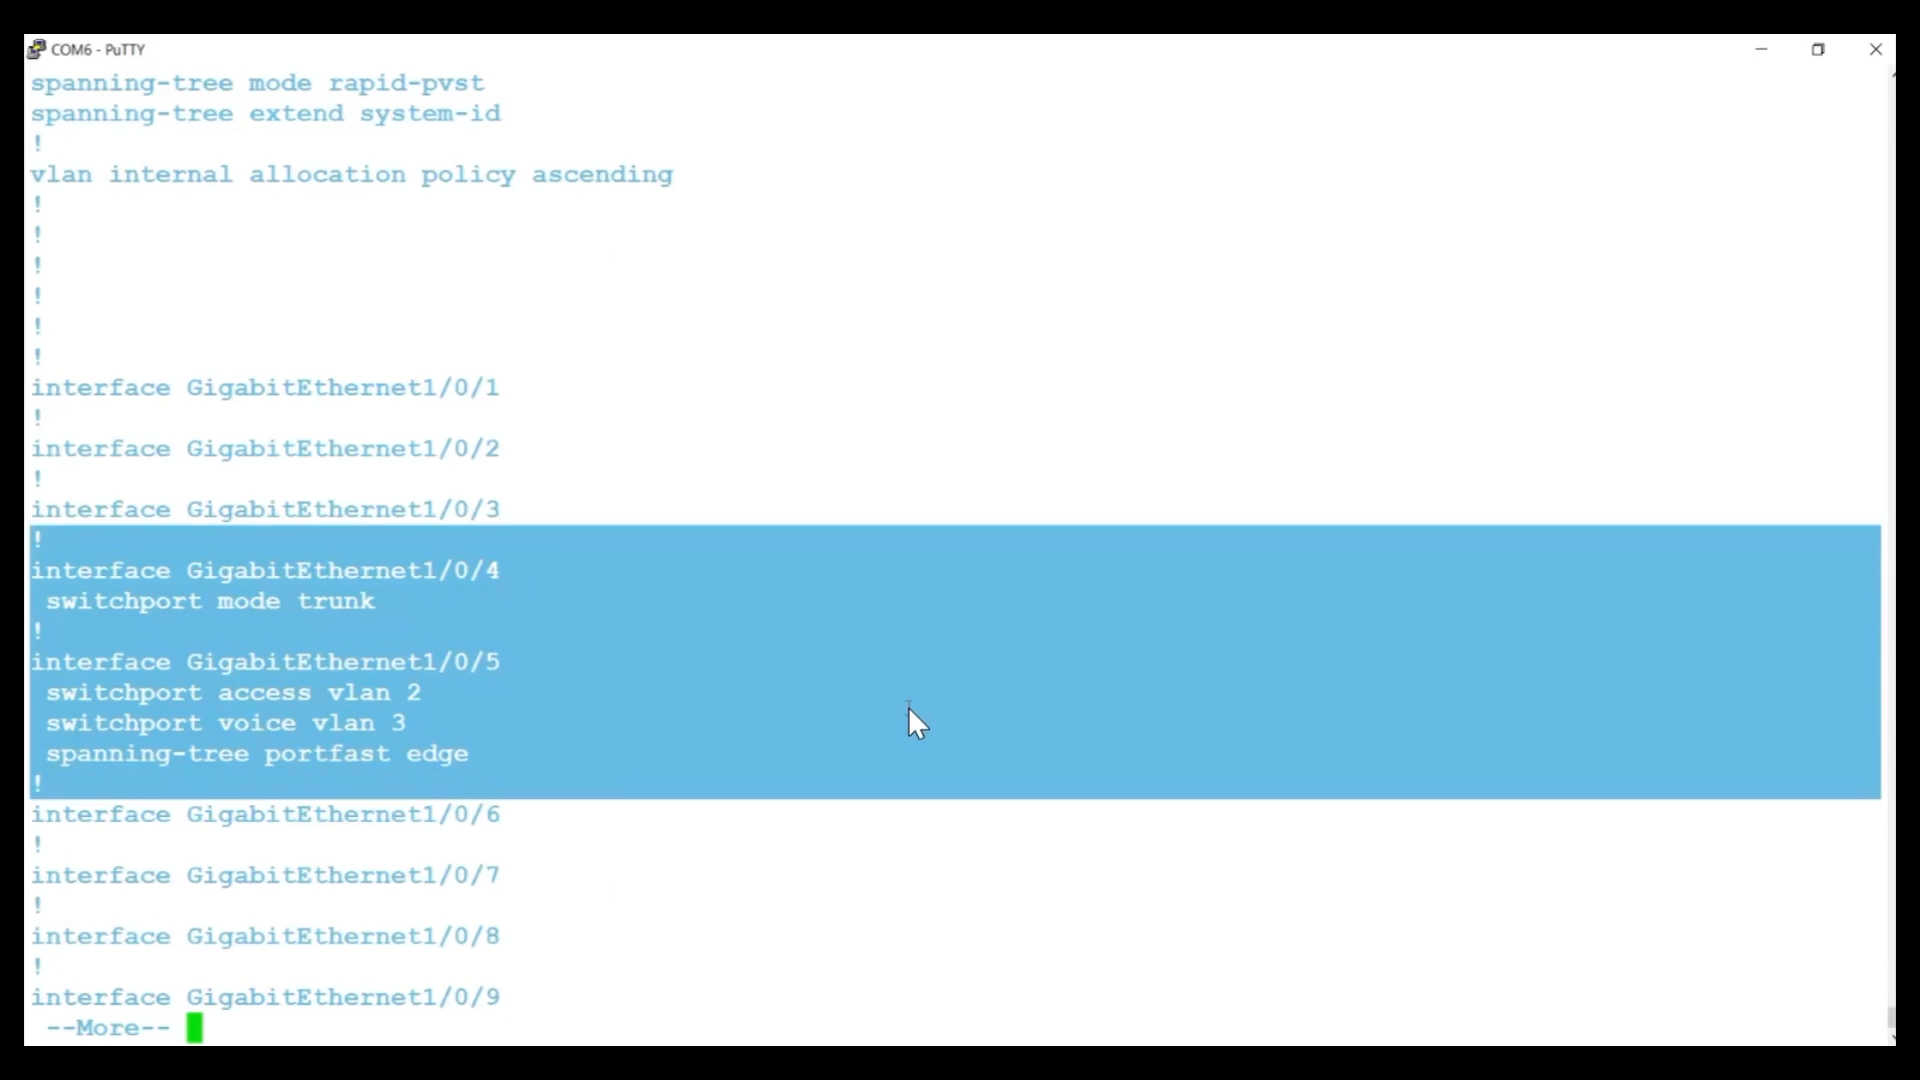 COM6 - PuTTY
spanning-tree mode rapid-pvst
spanning-tree extend system-id
!
vlan internal allocation policy ascending
!
!
!
!
!
!
interface GigabitEthernet1/0/1
!
interface GigabitEthernet1/0/2
!
interface GigabitEthernet1/0/3
!
interface GigabitEthernet1/0/4
 switchport mode trunk
!
interface GigabitEthernet1/0/5
 switchport access vlan 2
 switchport voice vlan 3
 spanning-tree portfast edge
!
interface GigabitEthernet1/0/6
!
interface GigabitEthernet1/0/7
!
interface GigabitEthernet1/0/8
!
interface GigabitEthernet1/0/9
 --More--